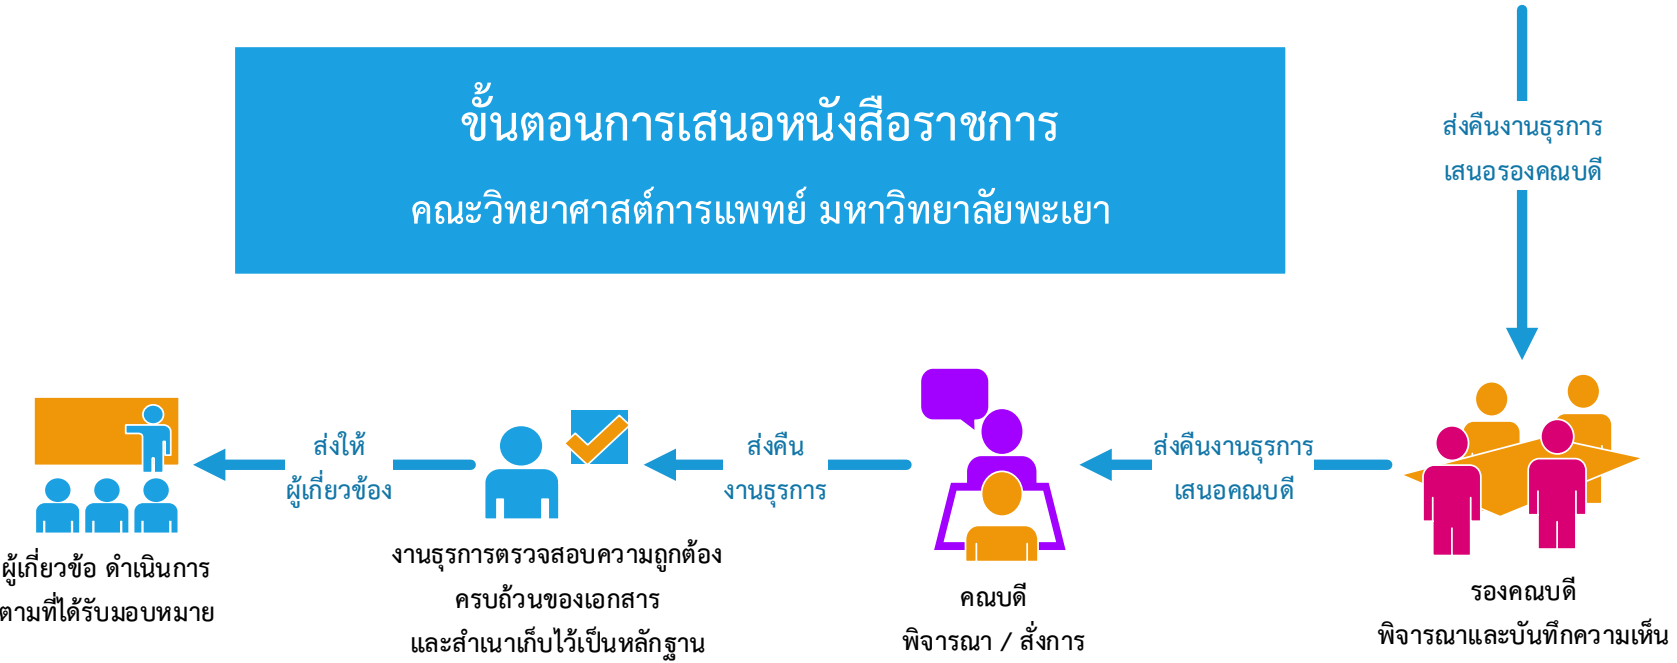 ขั้นตอนการเสนอหนังสือราชการ
คณะวิทยาศาสต์การแพทย์ มหาวิทยาลัยพะเยา
ส่งคืนงานธุรการ
เสนอรองคณบดี
รองคณบดี
พิจารณาและบันทึกความเห็น
ส่งคืนงานธุรการ
เสนอคณบดี
คณบดี
พิจารณา / สั่งการ
ส่งคืน
งานธุรการ
งานธุรการตรวจสอบความถูกต้อง
ครบถ้วนของเอกสาร
และสำเนาเก็บไว้เป็นหลักฐาน
ส่งให้
ผู้เกี่ยวข้อง
ผู้เกี่ยวข้อ ดำเนินการ
ตามที่ได้รับมอบหมาย